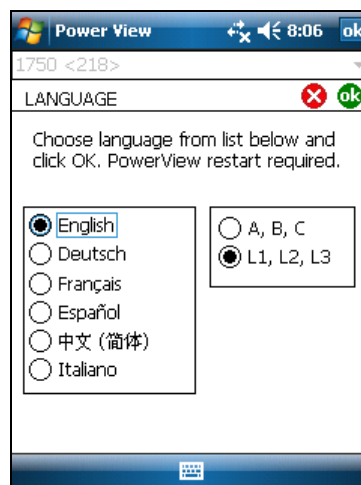 Power View 8:06 ok
1750 <218>
LANGUAGE ok
Choose language from list below and
click OK. PowerView restart required.
English
Deutsch
Français
Español
中文 (简体)
Italiano
A, B, C
L1, L2, L3